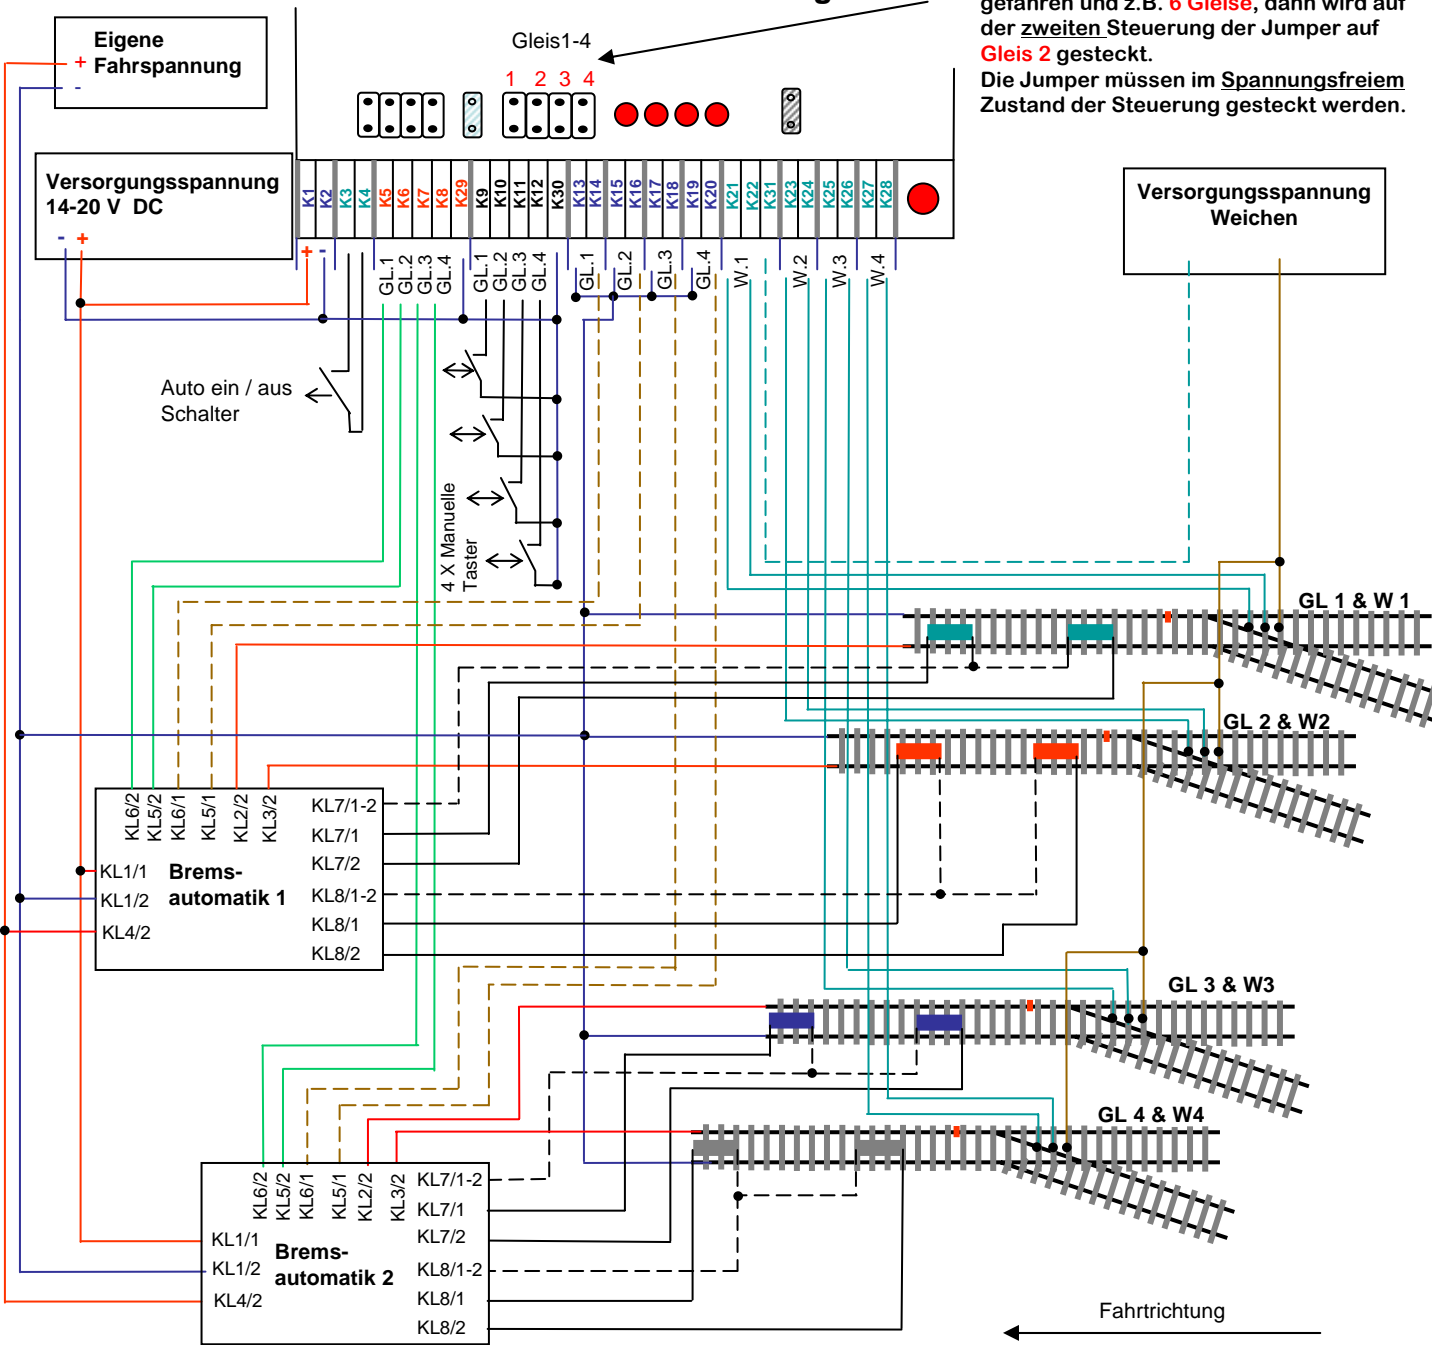 gefahren und z.B. 6 Gleise, dann wird auf
der zweiten Steuerung der Jumper auf
Gleis 2 gesteckt.
Die Jumper müssen im Spannungsfreiem
Zustand der Steuerung gesteckt werden.
Eigene
Fahrspannung
+
-
Gleis1-4
1 2 3 4
Versorgungsspannung
14-20 V DC
- +
K1 K2 K3 K4 K5 K6 K7 K8 K29 K9 K10 K11 K12 K30 K13 K14 K15 K16 K17 K18 K19 K20 K21 K22 K31 K23 K24 K25 K26 K27 K28
+ -
GL.1 GL.2 GL.3 GL.4 GL.1 GL.2 GL.3 GL.4 GL.1 GL.2 GL.3 GL.4 W.1 W.2 W.3 W.4
Versorgungsspannung
Weichen
Auto ein / aus
Schalter
4 X Manuelle
Taster
GL 1 & W 1
GL 2 & W2
KL6/2 KL5/2 KL6/1 KL5/1 KL2/2 KL3/2
KL7/1-2
KL7/1
KL7/2
KL8/1-2
KL8/1
KL8/2
KL1/1
KL1/2
KL4/2
Brems-
automatik 1
GL 3 & W3
GL 4 & W4
KL6/2 KL5/2 KL6/1 KL5/1 KL2/2 KL3/2
KL7/1-2
KL7/1
KL7/2
KL8/1-2
KL8/1
KL8/2
KL1/1
KL1/2
KL4/2
Brems-
automatik 2
Fahrtrichtung